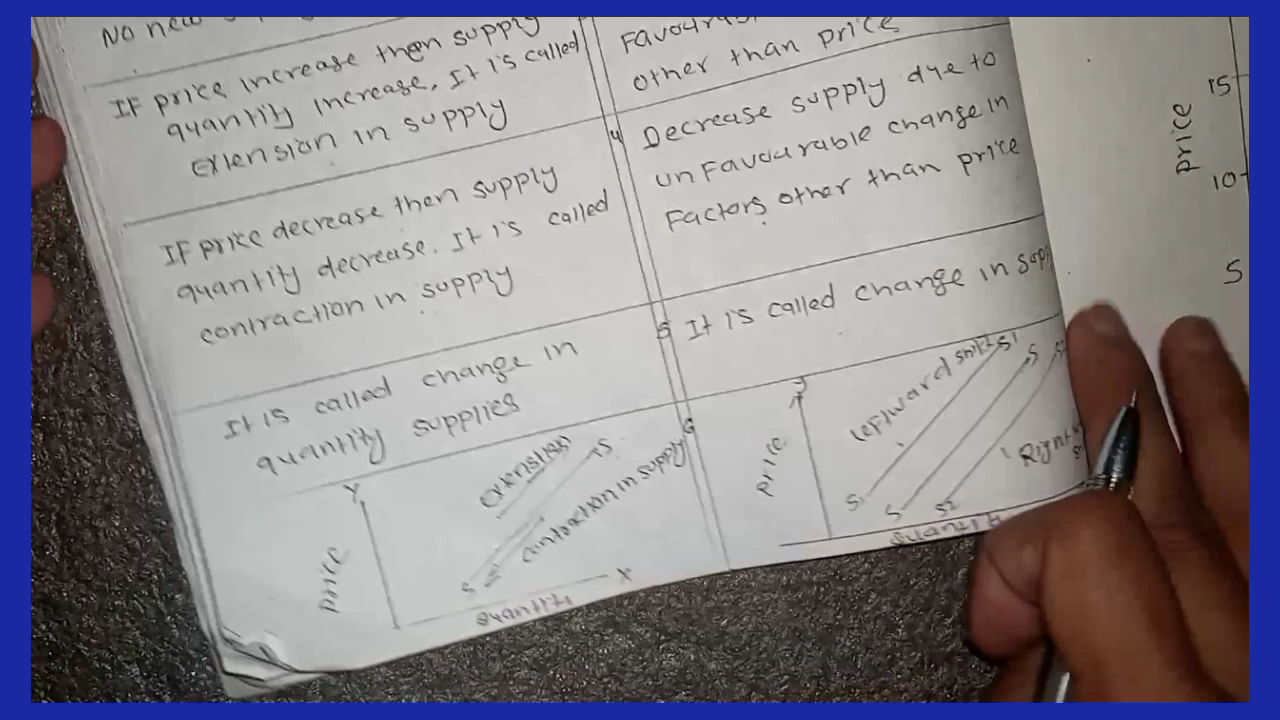 No new
IF price increase then supply
quantity increase. It is called
Extension in supply
IF price decrease then supply
quantity decrease. It is called
contraction in supply
It is called change in
quantity supplies
Y
price
Extension
S
contraction in supply
S
X
quantity
Favourable
other than price
4 Decrease supply due to
unfavourable change in
Factors other than price
5 It is called change in supply
6
price
Leftward shift
S1
S
S2
Right
S1
S
S2
quantity
price
15
10
5